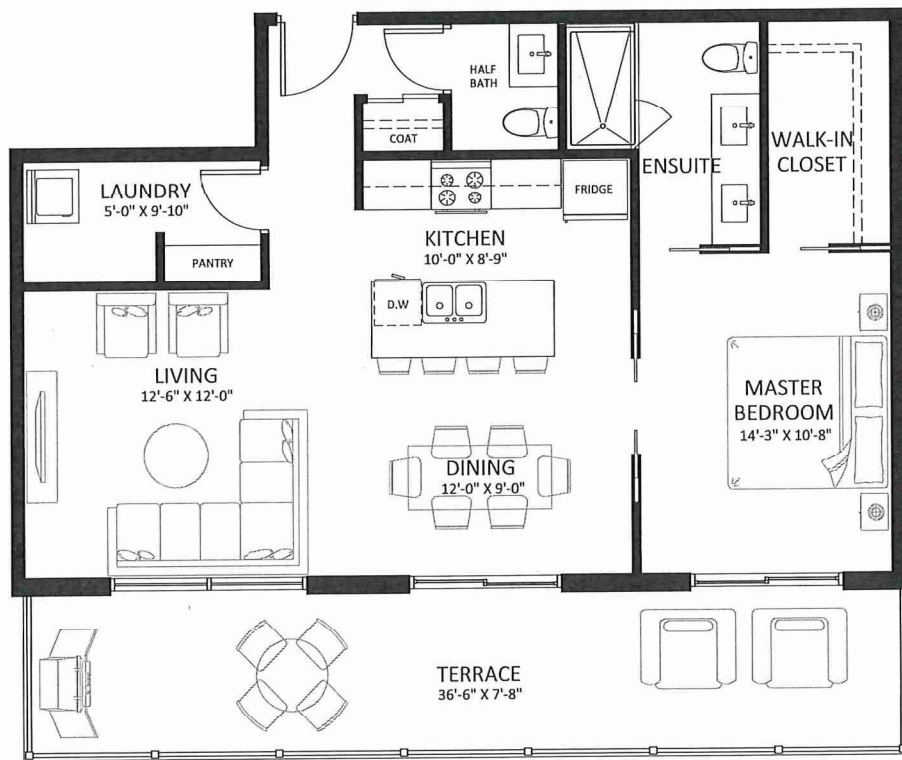 HALF
BATH
COAT
ENSUITE
WALK-IN
CLOSET
LAUNDRY
5'-0" X 9'-10"
PANTRY
FRIDGE
KITCHEN
10'-0" X 8'-9"
D.W
LIVING
12'-6" X 12'-0"
MASTER
BEDROOM
14'-3" X 10'-8"
DINING
12'-0" X 9'-0"
TERRACE
36'-6" X 7'-8"